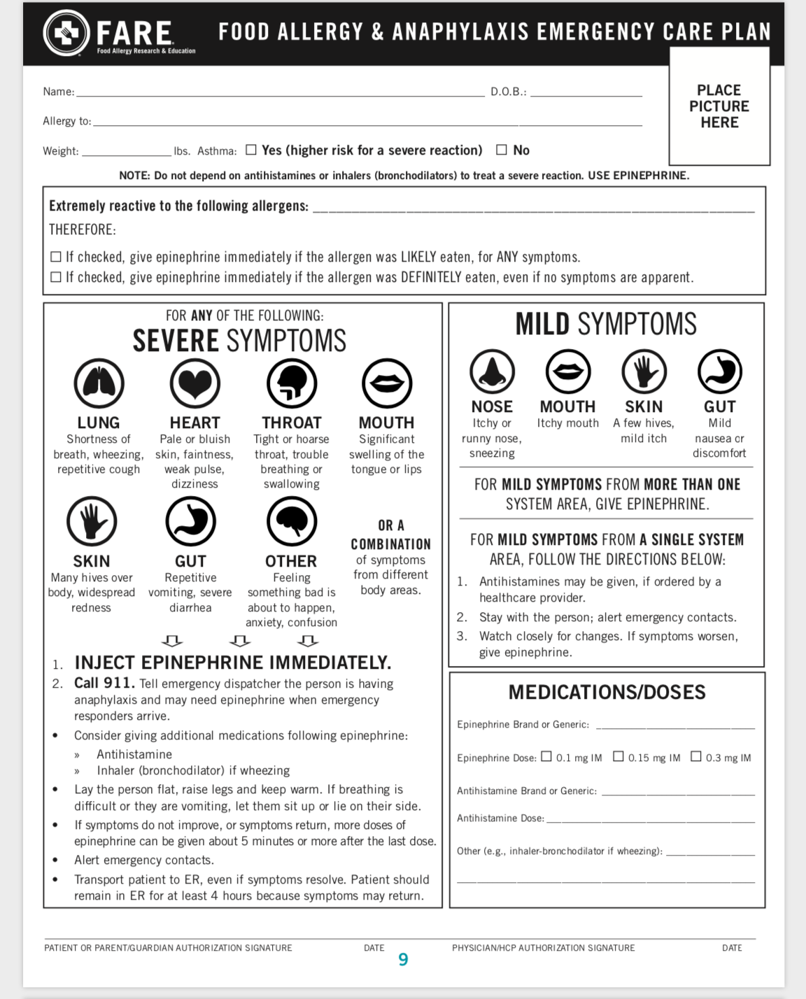 FARE
Food Allergy Research & Education
FOOD ALLERGY & ANAPHYLAXIS EMERGENCY CARE PLAN
PLACE
PICTURE
HERE
Name: D.O.B.:
Allergy to:
Weight: lbs. Asthma: ☐ Yes (higher risk for a severe reaction) ☐ No
NOTE: Do not depend on antihistamines or inhalers (bronchodilators) to treat a severe reaction. USE EPINEPHRINE.
Extremely reactive to the following allergens:
THEREFORE:
☐ If checked, give epinephrine immediately if the allergen was LIKELY eaten, for ANY symptoms.
☐ If checked, give epinephrine immediately if the allergen was DEFINITELY eaten, even if no symptoms are apparent.
FOR ANY OF THE FOLLOWING:
SEVERE SYMPTOMS
LUNG
Shortness of
breath, wheezing,
repetitive cough
HEART
Pale or bluish
skin, faintness,
weak pulse,
dizziness
THROAT
Tight or hoarse
throat, trouble
breathing or
swallowing
MOUTH
Significant
swelling of the
tongue or lips
SKIN
Many hives over
body, widespread
redness
GUT
Repetitive
vomiting, severe
diarrhea
OTHER
Feeling
something bad is
about to happen,
anxiety, confusion
OR A
COMBINATION
of symptoms
from different
body areas.
1. INJECT EPINEPHRINE IMMEDIATELY.
2. Call 911. Tell emergency dispatcher the person is having
anaphylaxis and may need epinephrine when emergency
responders arrive.
• Consider giving additional medications following epinephrine:
» Antihistamine
» Inhaler (bronchodilator) if wheezing
• Lay the person flat, raise legs and keep warm. If breathing is
difficult or they are vomiting, let them sit up or lie on their side.
• If symptoms do not improve, or symptoms return, more doses of
epinephrine can be given about 5 minutes or more after the last dose.
• Alert emergency contacts.
• Transport patient to ER, even if symptoms resolve. Patient should
remain in ER for at least 4 hours because symptoms may return.
MILD SYMPTOMS
NOSE
Itchy or
runny nose,
sneezing
MOUTH
Itchy mouth
SKIN
A few hives,
mild itch
GUT
Mild
nausea or
discomfort
FOR MILD SYMPTOMS FROM MORE THAN ONE
SYSTEM AREA, GIVE EPINEPHRINE.
FOR MILD SYMPTOMS FROM A SINGLE SYSTEM
AREA, FOLLOW THE DIRECTIONS BELOW:
1. Antihistamines may be given, if ordered by a
healthcare provider.
2. Stay with the person; alert emergency contacts.
3. Watch closely for changes. If symptoms worsen,
give epinephrine.
MEDICATIONS/DOSES
Epinephrine Brand or Generic:
Epinephrine Dose: ☐ 0.1 mg IM ☐ 0.15 mg IM ☐ 0.3 mg IM
Antihistamine Brand or Generic:
Antihistamine Dose:
Other (e.g., inhaler-bronchodilator if wheezing):
PATIENT OR PARENT/GUARDIAN AUTHORIZATION SIGNATURE DATE PHYSICIAN/HCP AUTHORIZATION SIGNATURE DATE
9